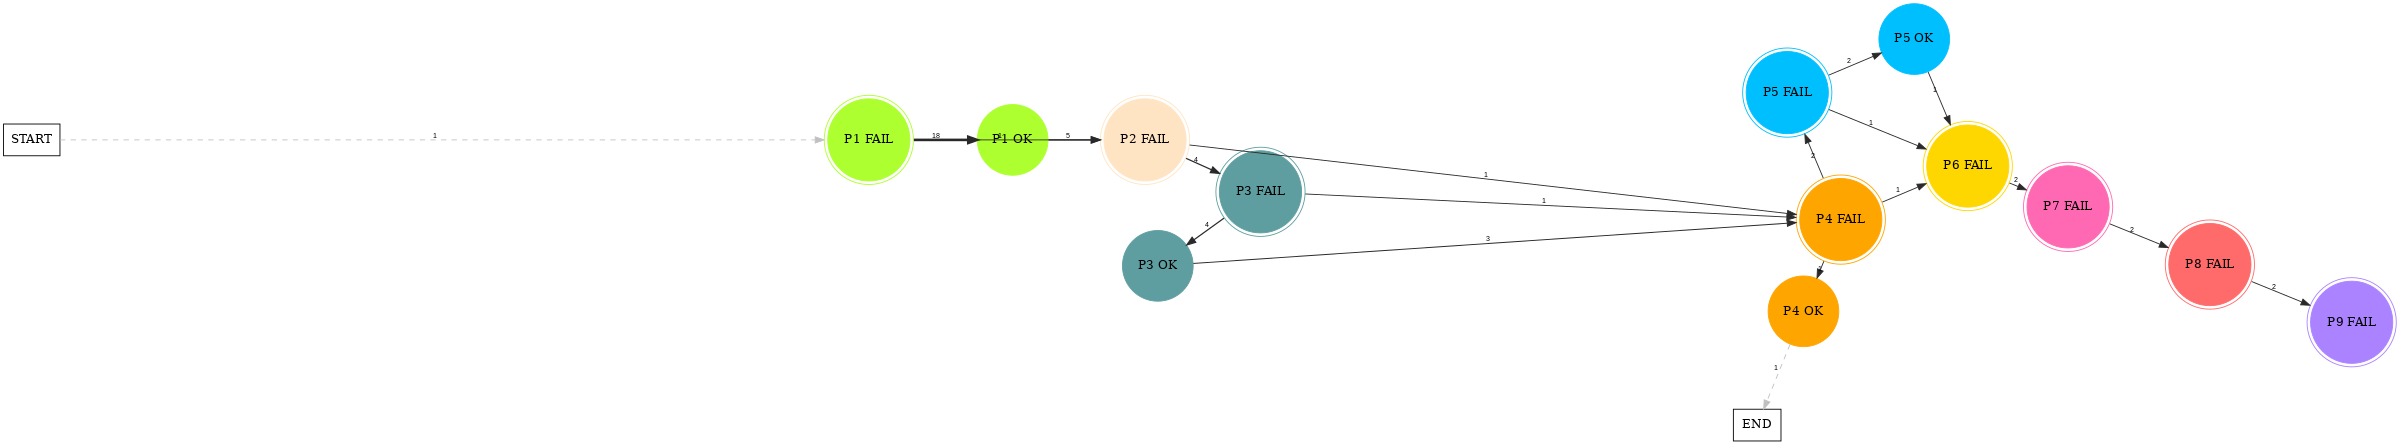 START
1
P1 FAIL
18
P1 OK
5
P2 FAIL
4
P3 FAIL
4
P3 OK
1
1
3
P4 FAIL
2
1
P4 OK
1
END
P5 FAIL
2
1
P5 OK
1
P6 FAIL
2
P7 FAIL
2
P8 FAIL
2
P9 FAIL